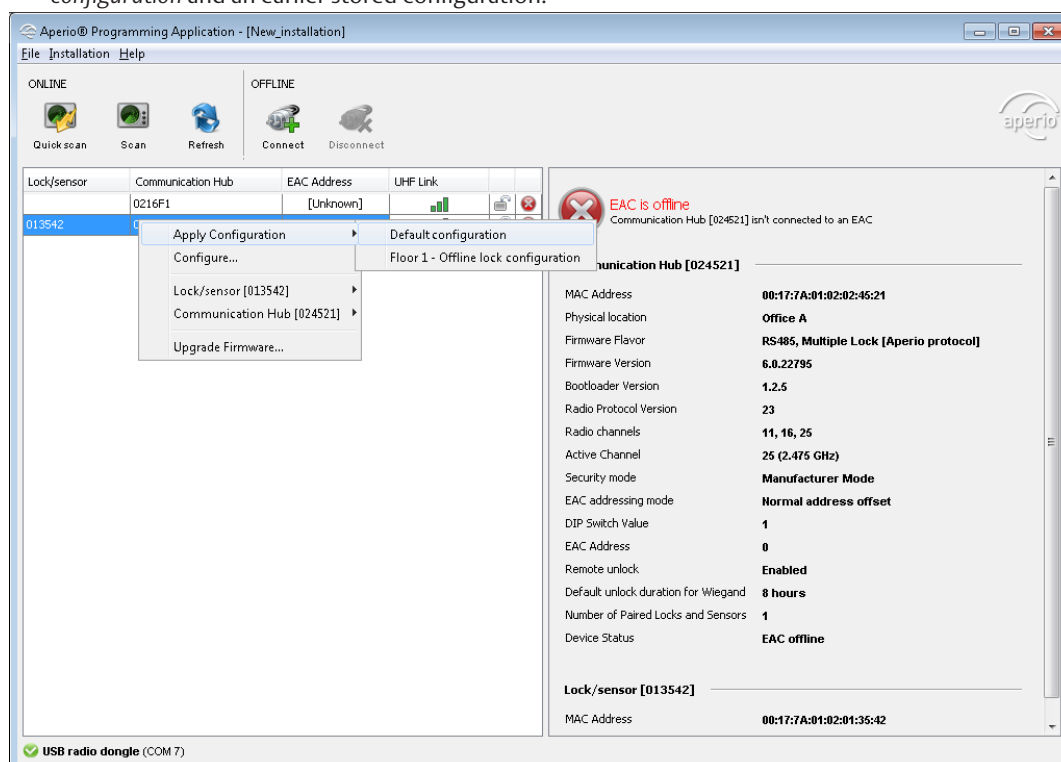 configuration and an earlier stored configuration.
Aperio® Programming Application - [New_installation]
File Installation Help
ONLINE OFFLINE
Quick scan Scan Refresh Connect Disconnect
aperio
Lock/sensor Communication Hub EAC Address UHF Link
0216F1 [Unknown]
013542
Apply Configuration
Configure...
Lock/sensor [013542]
Communication Hub [024521]
Upgrade Firmware...
Default configuration
Floor 1 - Offline lock configuration
EAC is offline
Communication Hub [024521] isn't connected to an EAC
unication Hub [024521]
MAC Address 00:17:7A:01:02:02:45:21
Physical location Office A
Firmware Flavor RS485, Multiple Lock [Aperio protocol]
Firmware Version 6.0.22795
Bootloader Version 1.2.5
Radio Protocol Version 23
Radio channels 11, 16, 25
Active Channel 25 (2.475 GHz)
Security mode Manufacturer Mode
EAC addressing mode Normal address offset
DIP Switch Value 1
EAC Address 0
Remote unlock Enabled
Default unlock duration for Wiegand 8 hours
Number of Paired Locks and Sensors 1
Device Status EAC offline
Lock/sensor [013542]
MAC Address 00:17:7A:01:02:01:35:42
USB radio dongle (COM 7)